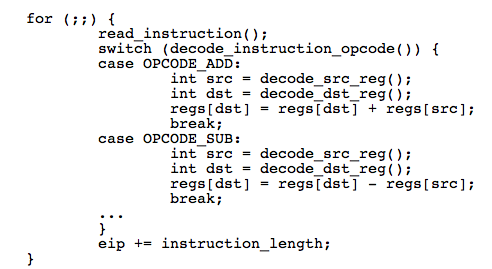 for (;;) {
        read_instruction();
        switch (decode_instruction_opcode()) {
        case OPCODE_ADD:
                int src = decode_src_reg();
                int dst = decode_dst_reg();
                regs[dst] = regs[dst] + regs[src];
                break;
        case OPCODE_SUB:
                int src = decode_src_reg();
                int dst = decode_dst_reg();
                regs[dst] = regs[dst] - regs[src];
                break;
        ...
        }
        eip += instruction_length;
}